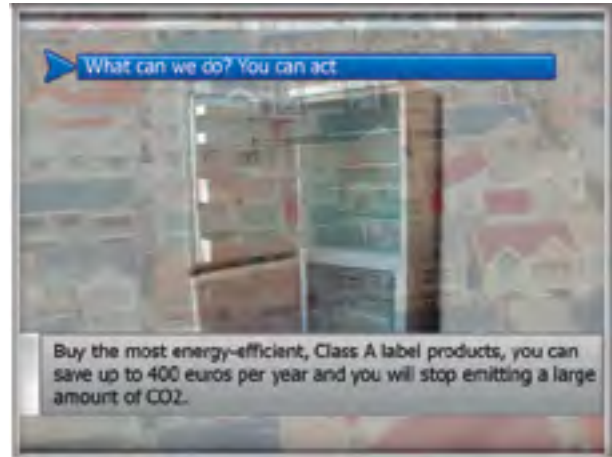 What can we do? You can act
Buy the most energy-efficient, Class A label products, you can
save up to 400 euros per year and you will stop emitting a large
amount of CO2.